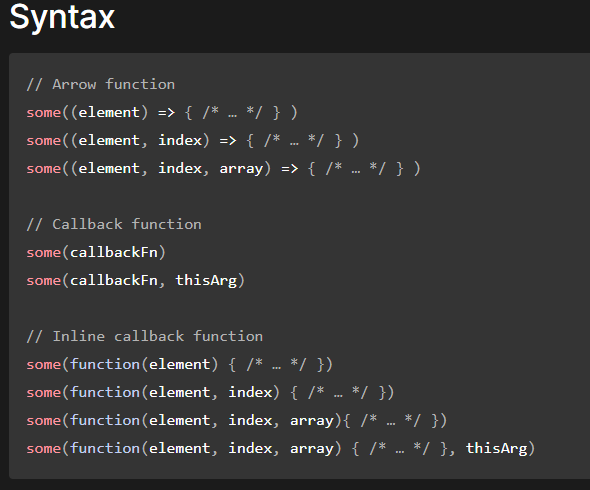 Syntax
// Arrow function
some((element) => { /* … */ } )
some((element, index) => { /* … */ } )
some((element, index, array) => { /* … */ } )
// Callback function
some(callbackFn)
some(callbackFn, thisArg)
// Inline callback function
some(function(element) { /* … */ })
some(function(element, index) { /* … */ })
some(function(element, index, array){ /* … */ })
some(function(element, index, array) { /* … */ }, thisArg)